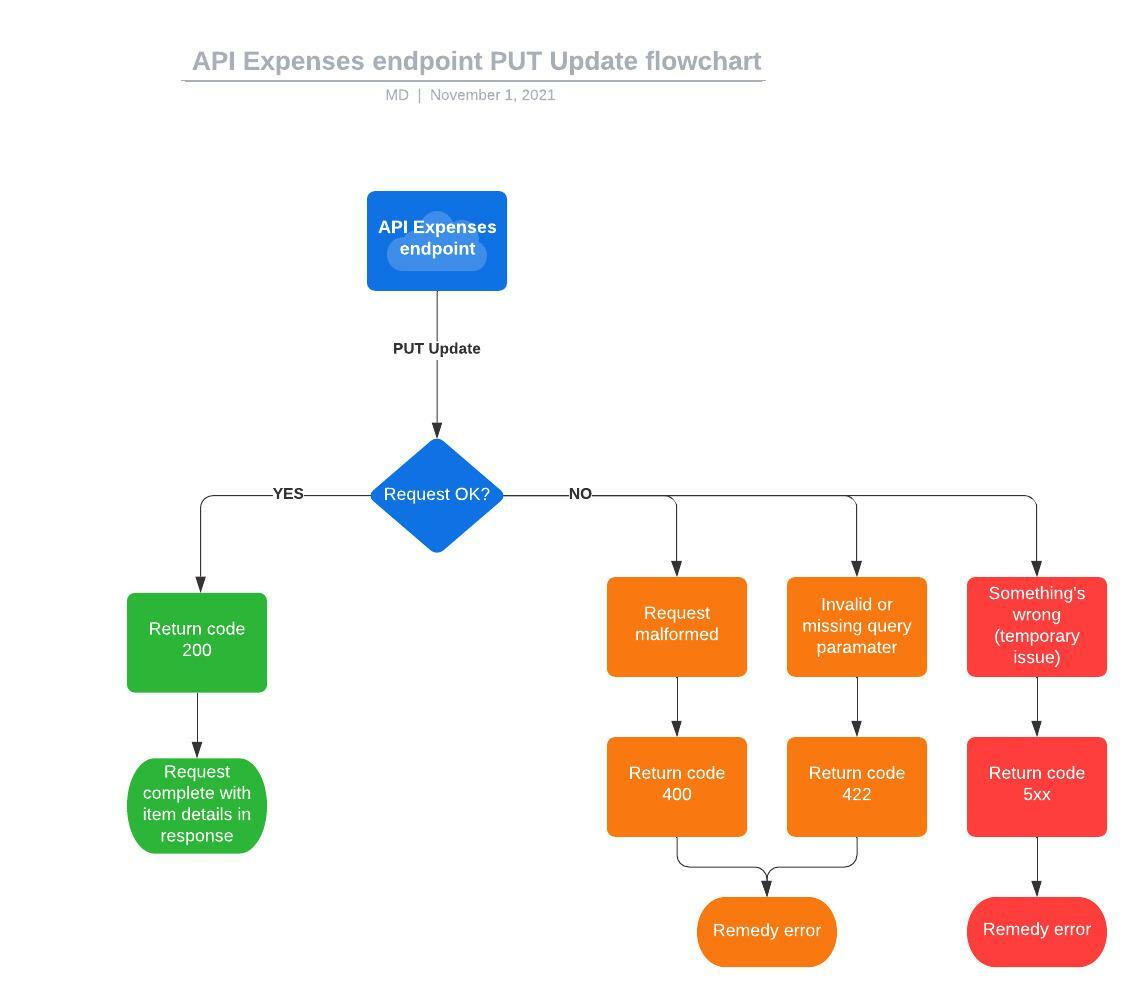 API Expenses endpoint PUT Update flowchart
MD | November 1, 2021
API Expenses
endpoint
PUT Update
Request OK?
YES
NO
Return code
200
Request
complete with
item details in
response
Request
malformed
Invalid or
missing query
paramater
Something's
wrong
(temporary
issue)
Return code
400
Return code
422
Return code
5xx
Remedy error
Remedy error